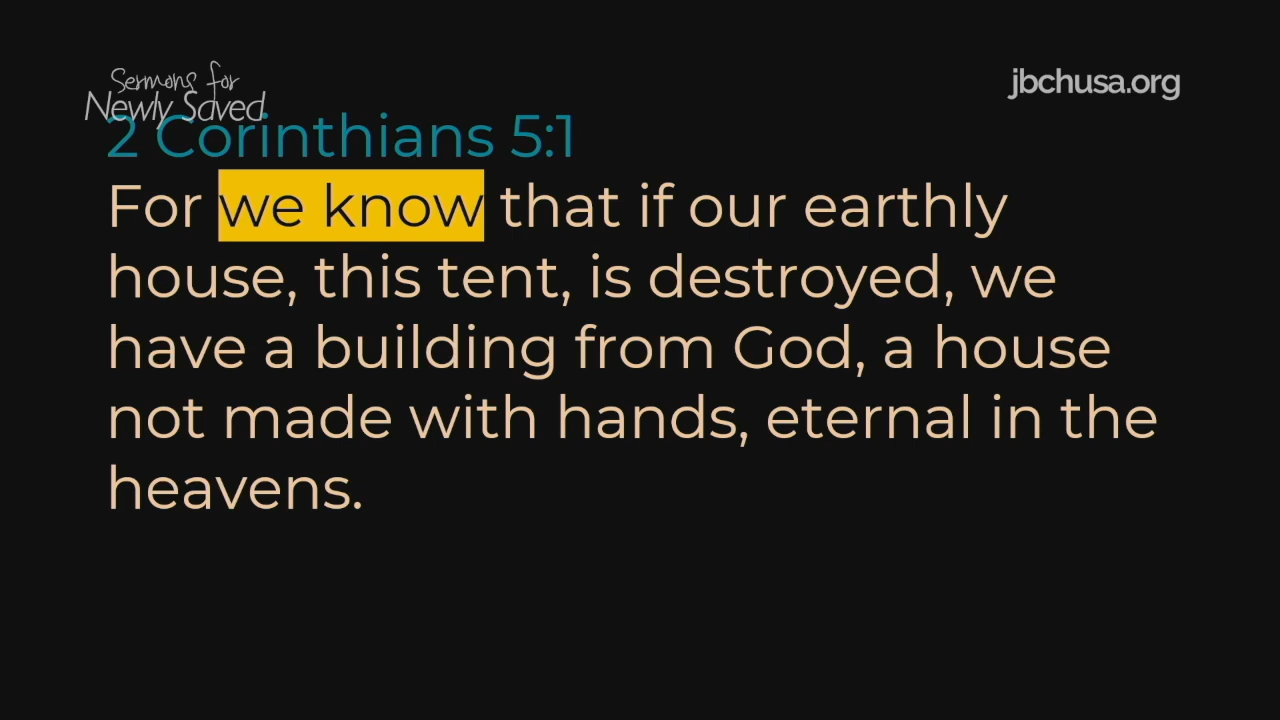 Sermons for
Newly Saved
jbchusa.org
2 Corinthians 5:1
For we know that if our earthly
house, this tent, is destroyed, we
have a building from God, a house
not made with hands, eternal in the
heavens.